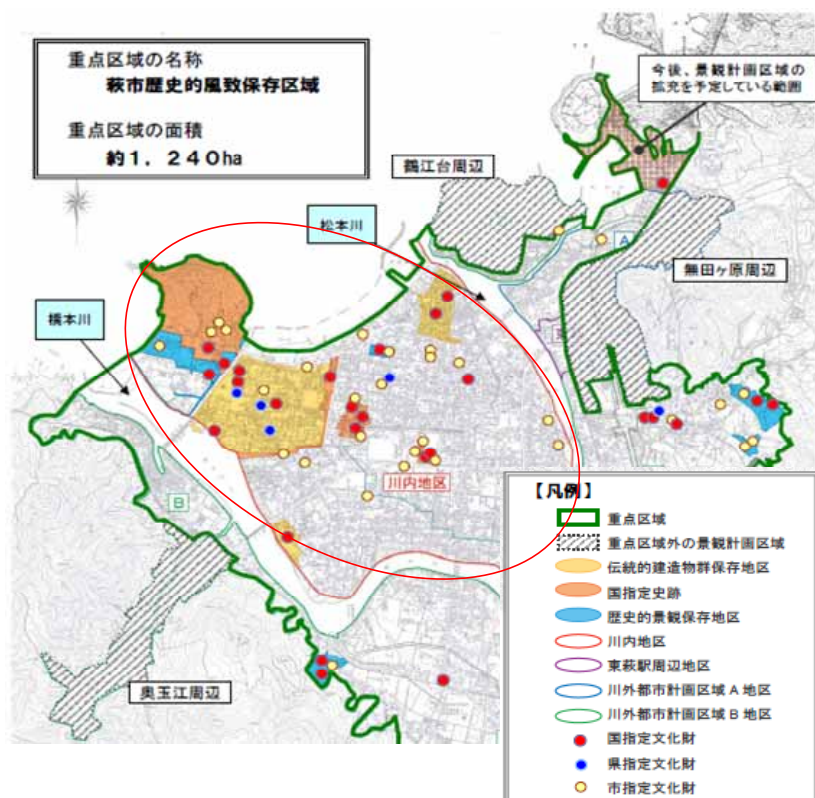 重点区域の名称
萩市歴史的風致保存区域
重点区域の面積
約1，240ha
今後、景観計画区域の
拡充を予定している範囲
鶴江台周辺
松本川
A
無田ヶ原周辺
橋本川
川内地区
B
奥玉江周辺
【凡例】
重点区域
重点区域外の景観計画区域
伝統的建造物群保存地区
国指定史跡
歴史的景観保存地区
川内地区
東萩駅周辺地区
川外都市計画区域A地区
川外都市計画区域B地区
国指定文化財
県指定文化財
市指定文化財